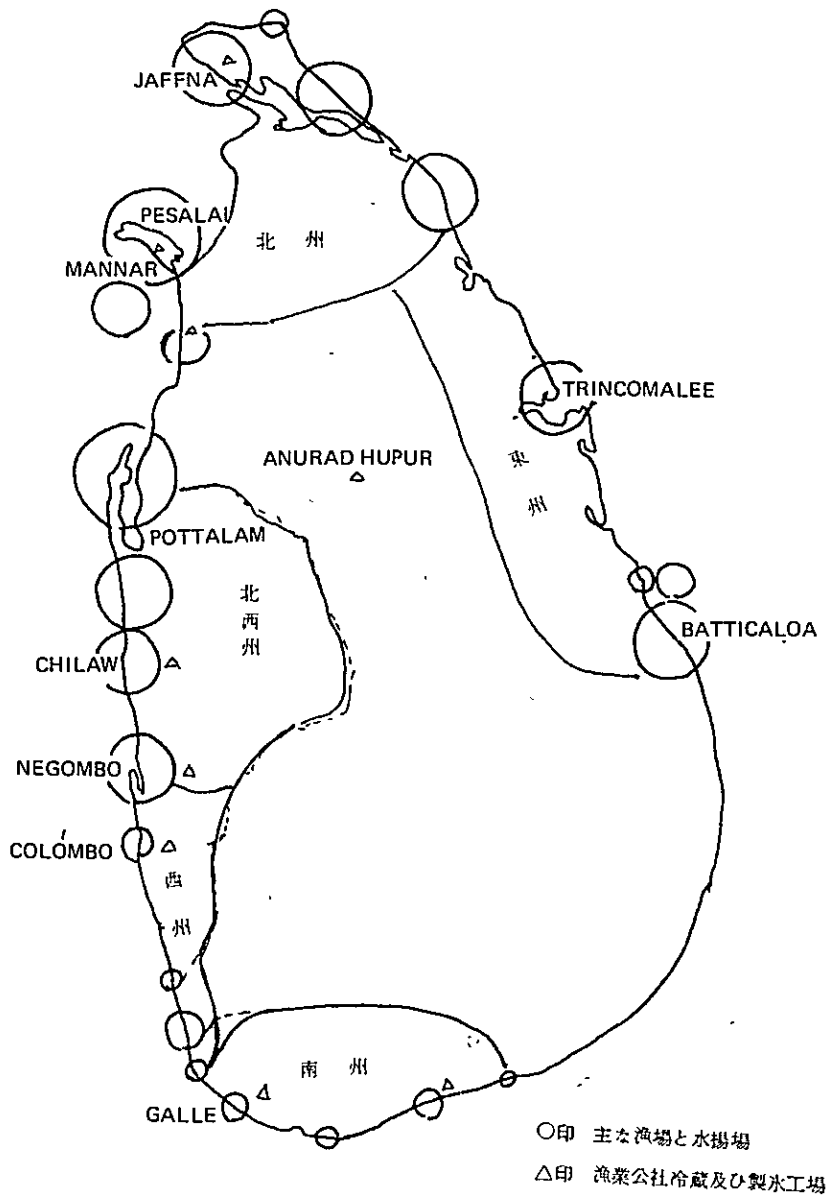 JAFFNA
PESALAI
北州
MANNAR
TRINCOMALEE
ANURAD HUPUR
東州
POTTALAM
北西州
BATTICALOA
CHILAW
NEGOMBO
COLOMBO
西州
南州
GALLE
○印 主な漁場と水揚場
△印 漁業公社冷蔵及び製氷工場